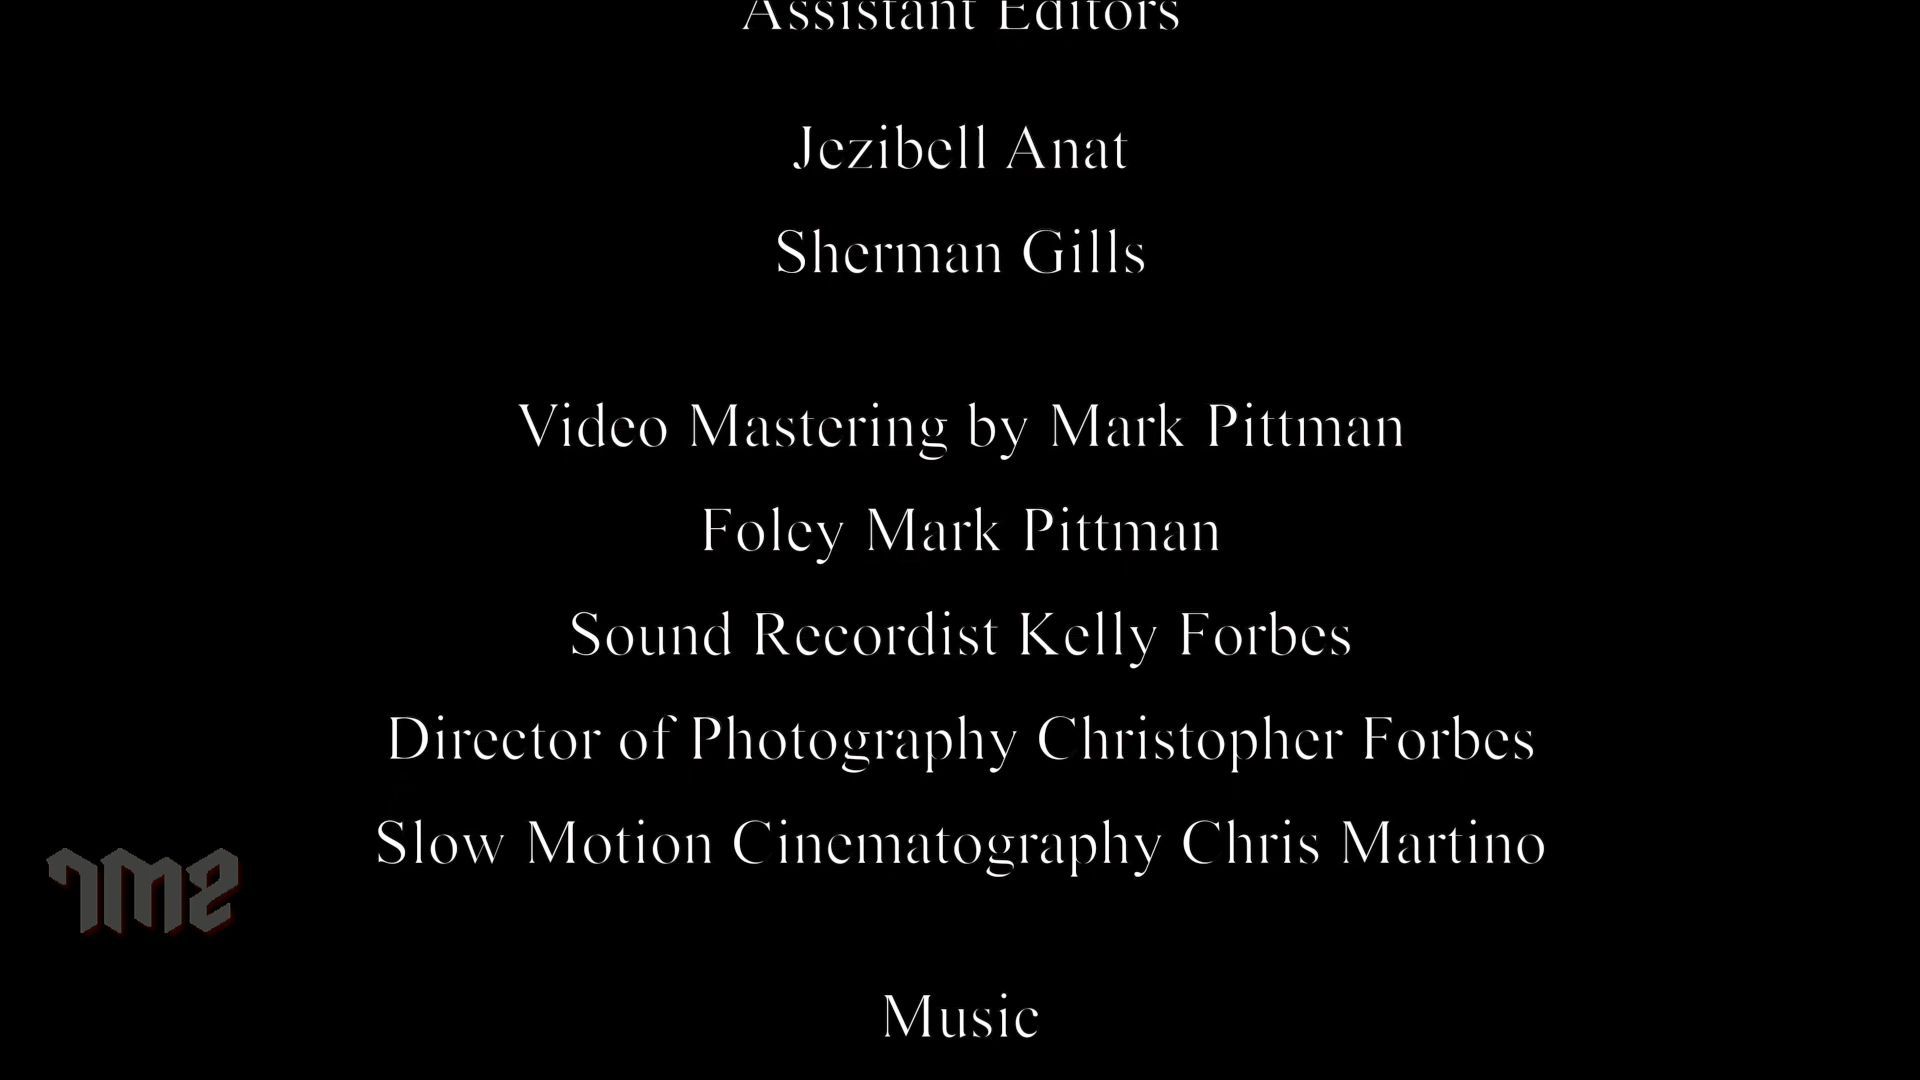 Assistant Editors
Jezibell Anat
Sherman Gills
Video Mastering by Mark Pittman
Foley Mark Pittman
Sound Recordist Kelly Forbes
Director of Photography Christopher Forbes
Slow Motion Cinematography Chris Martino
Music